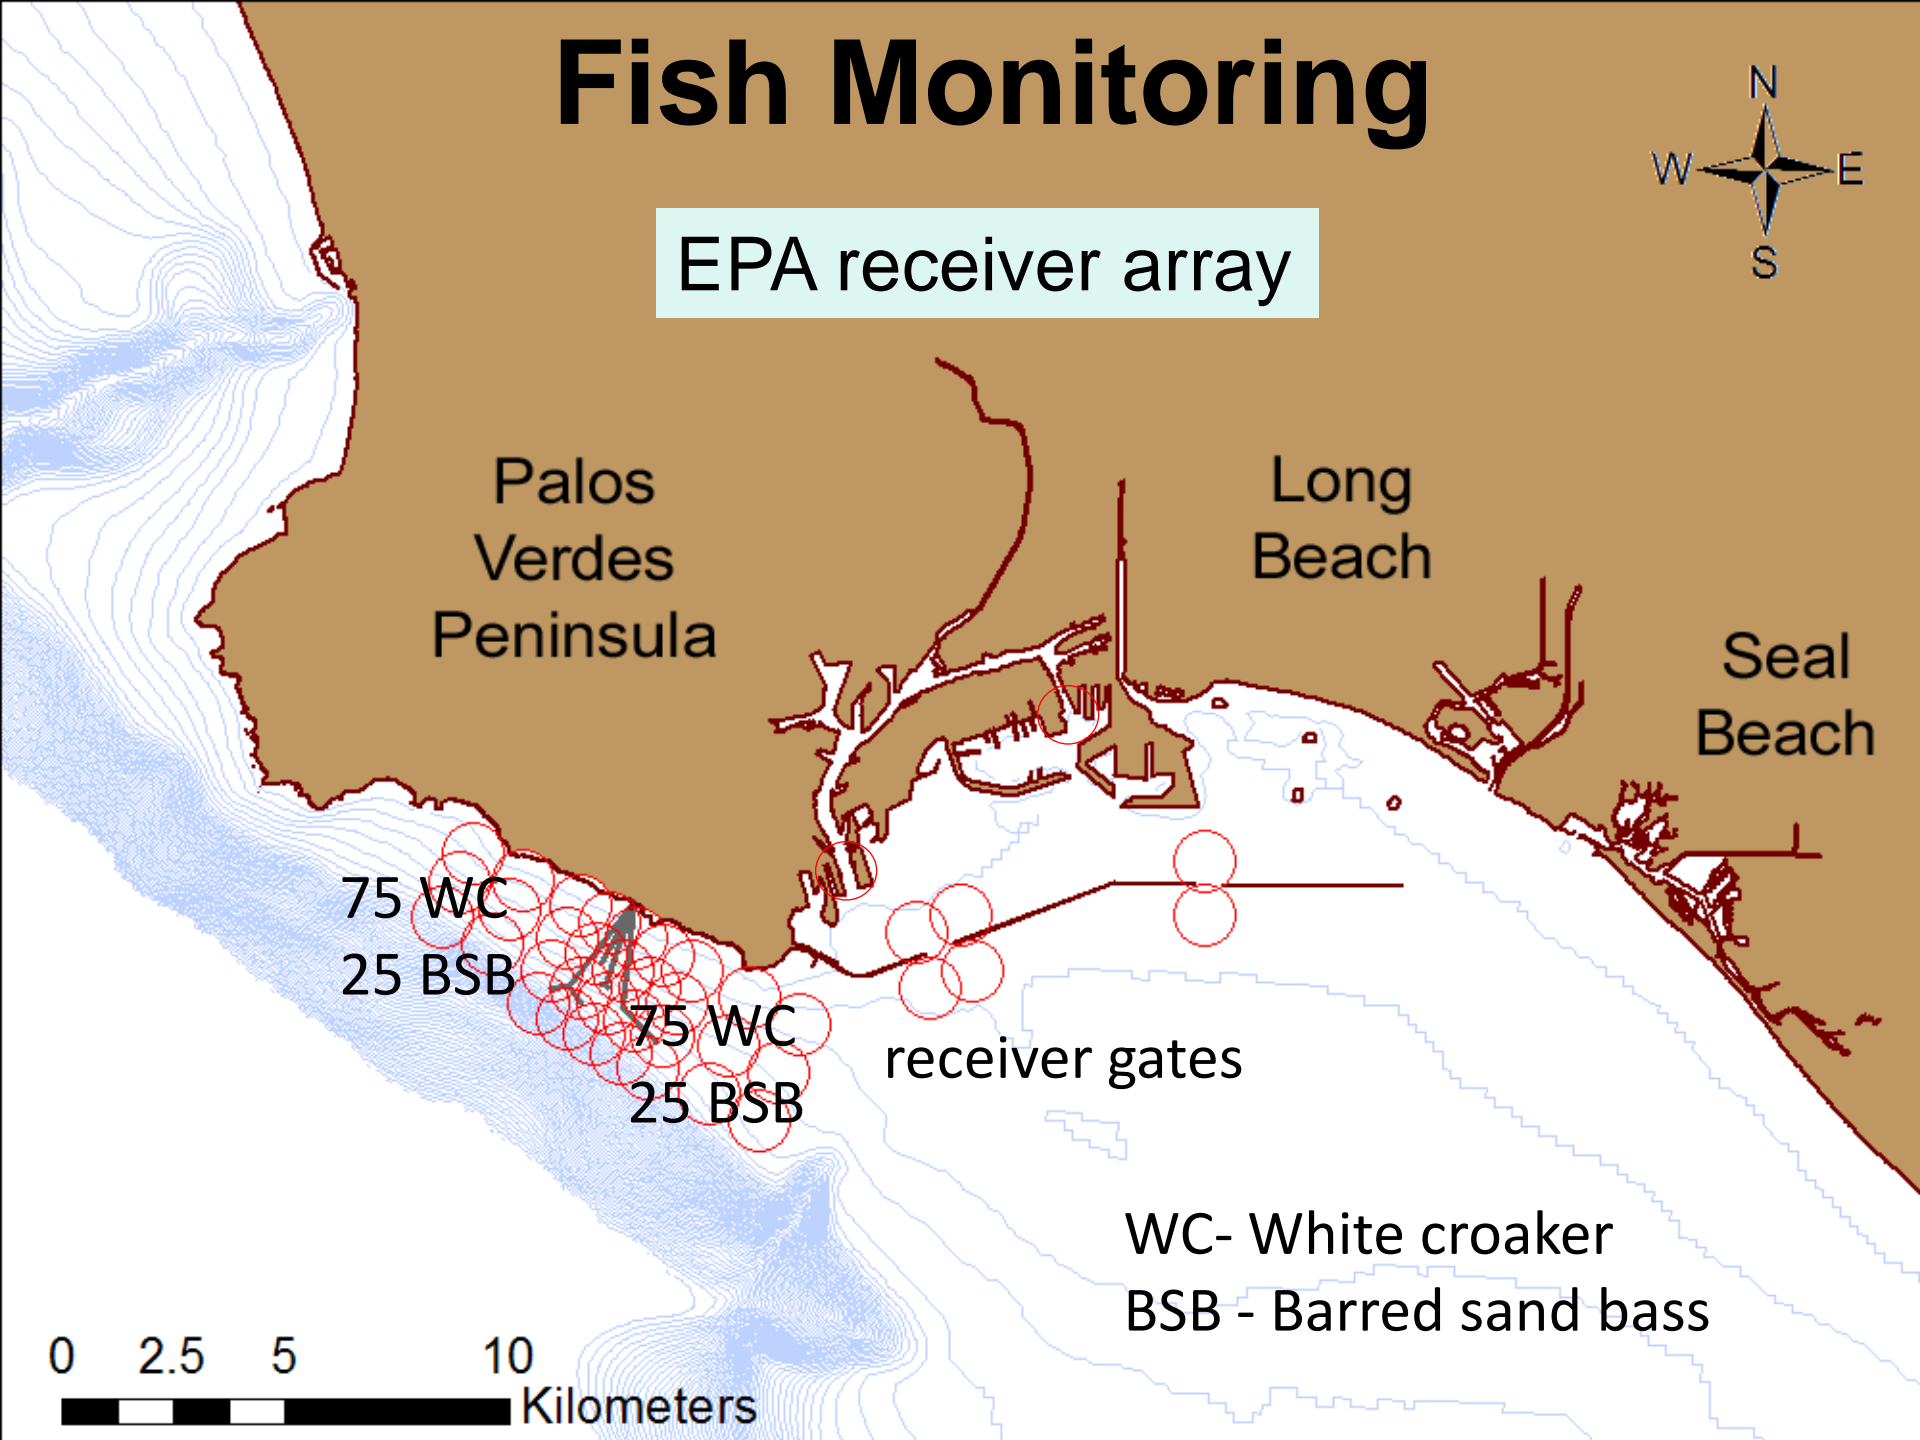 Fish Monitoring
N
W E
S
EPA receiver array
Palos
Verdes
Peninsula
Long
Beach
Seal
Beach
75 WC
25 BSB
75 WC
25 BSB
receiver gates
WC- White croaker
BSB - Barred sand bass
0 2.5 5 10
Kilometers